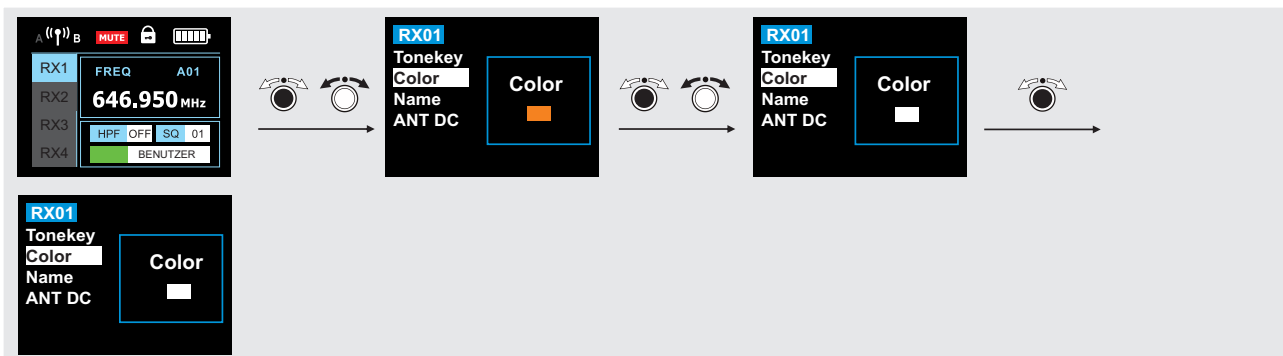 A B MUTE
RX1
RX2
RX3
RX4
FREQ A01
646.950 MHz
HPF OFF SQ 01
BENUTZER
RX01
Tonekey
Color
Name
ANT DC
Color
RX01
Tonekey
Color
Name
ANT DC
Color
RX01
Tonekey
Color
Name
ANT DC
Color